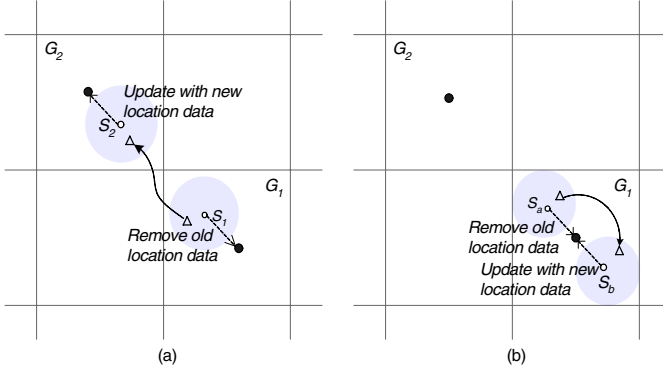 G2
Update with new
location data
S2
G1
S1
Remove old
location data
(a)
G2
G1
Sa
Remove old
location data
Update with new
location data
Sb
(b)